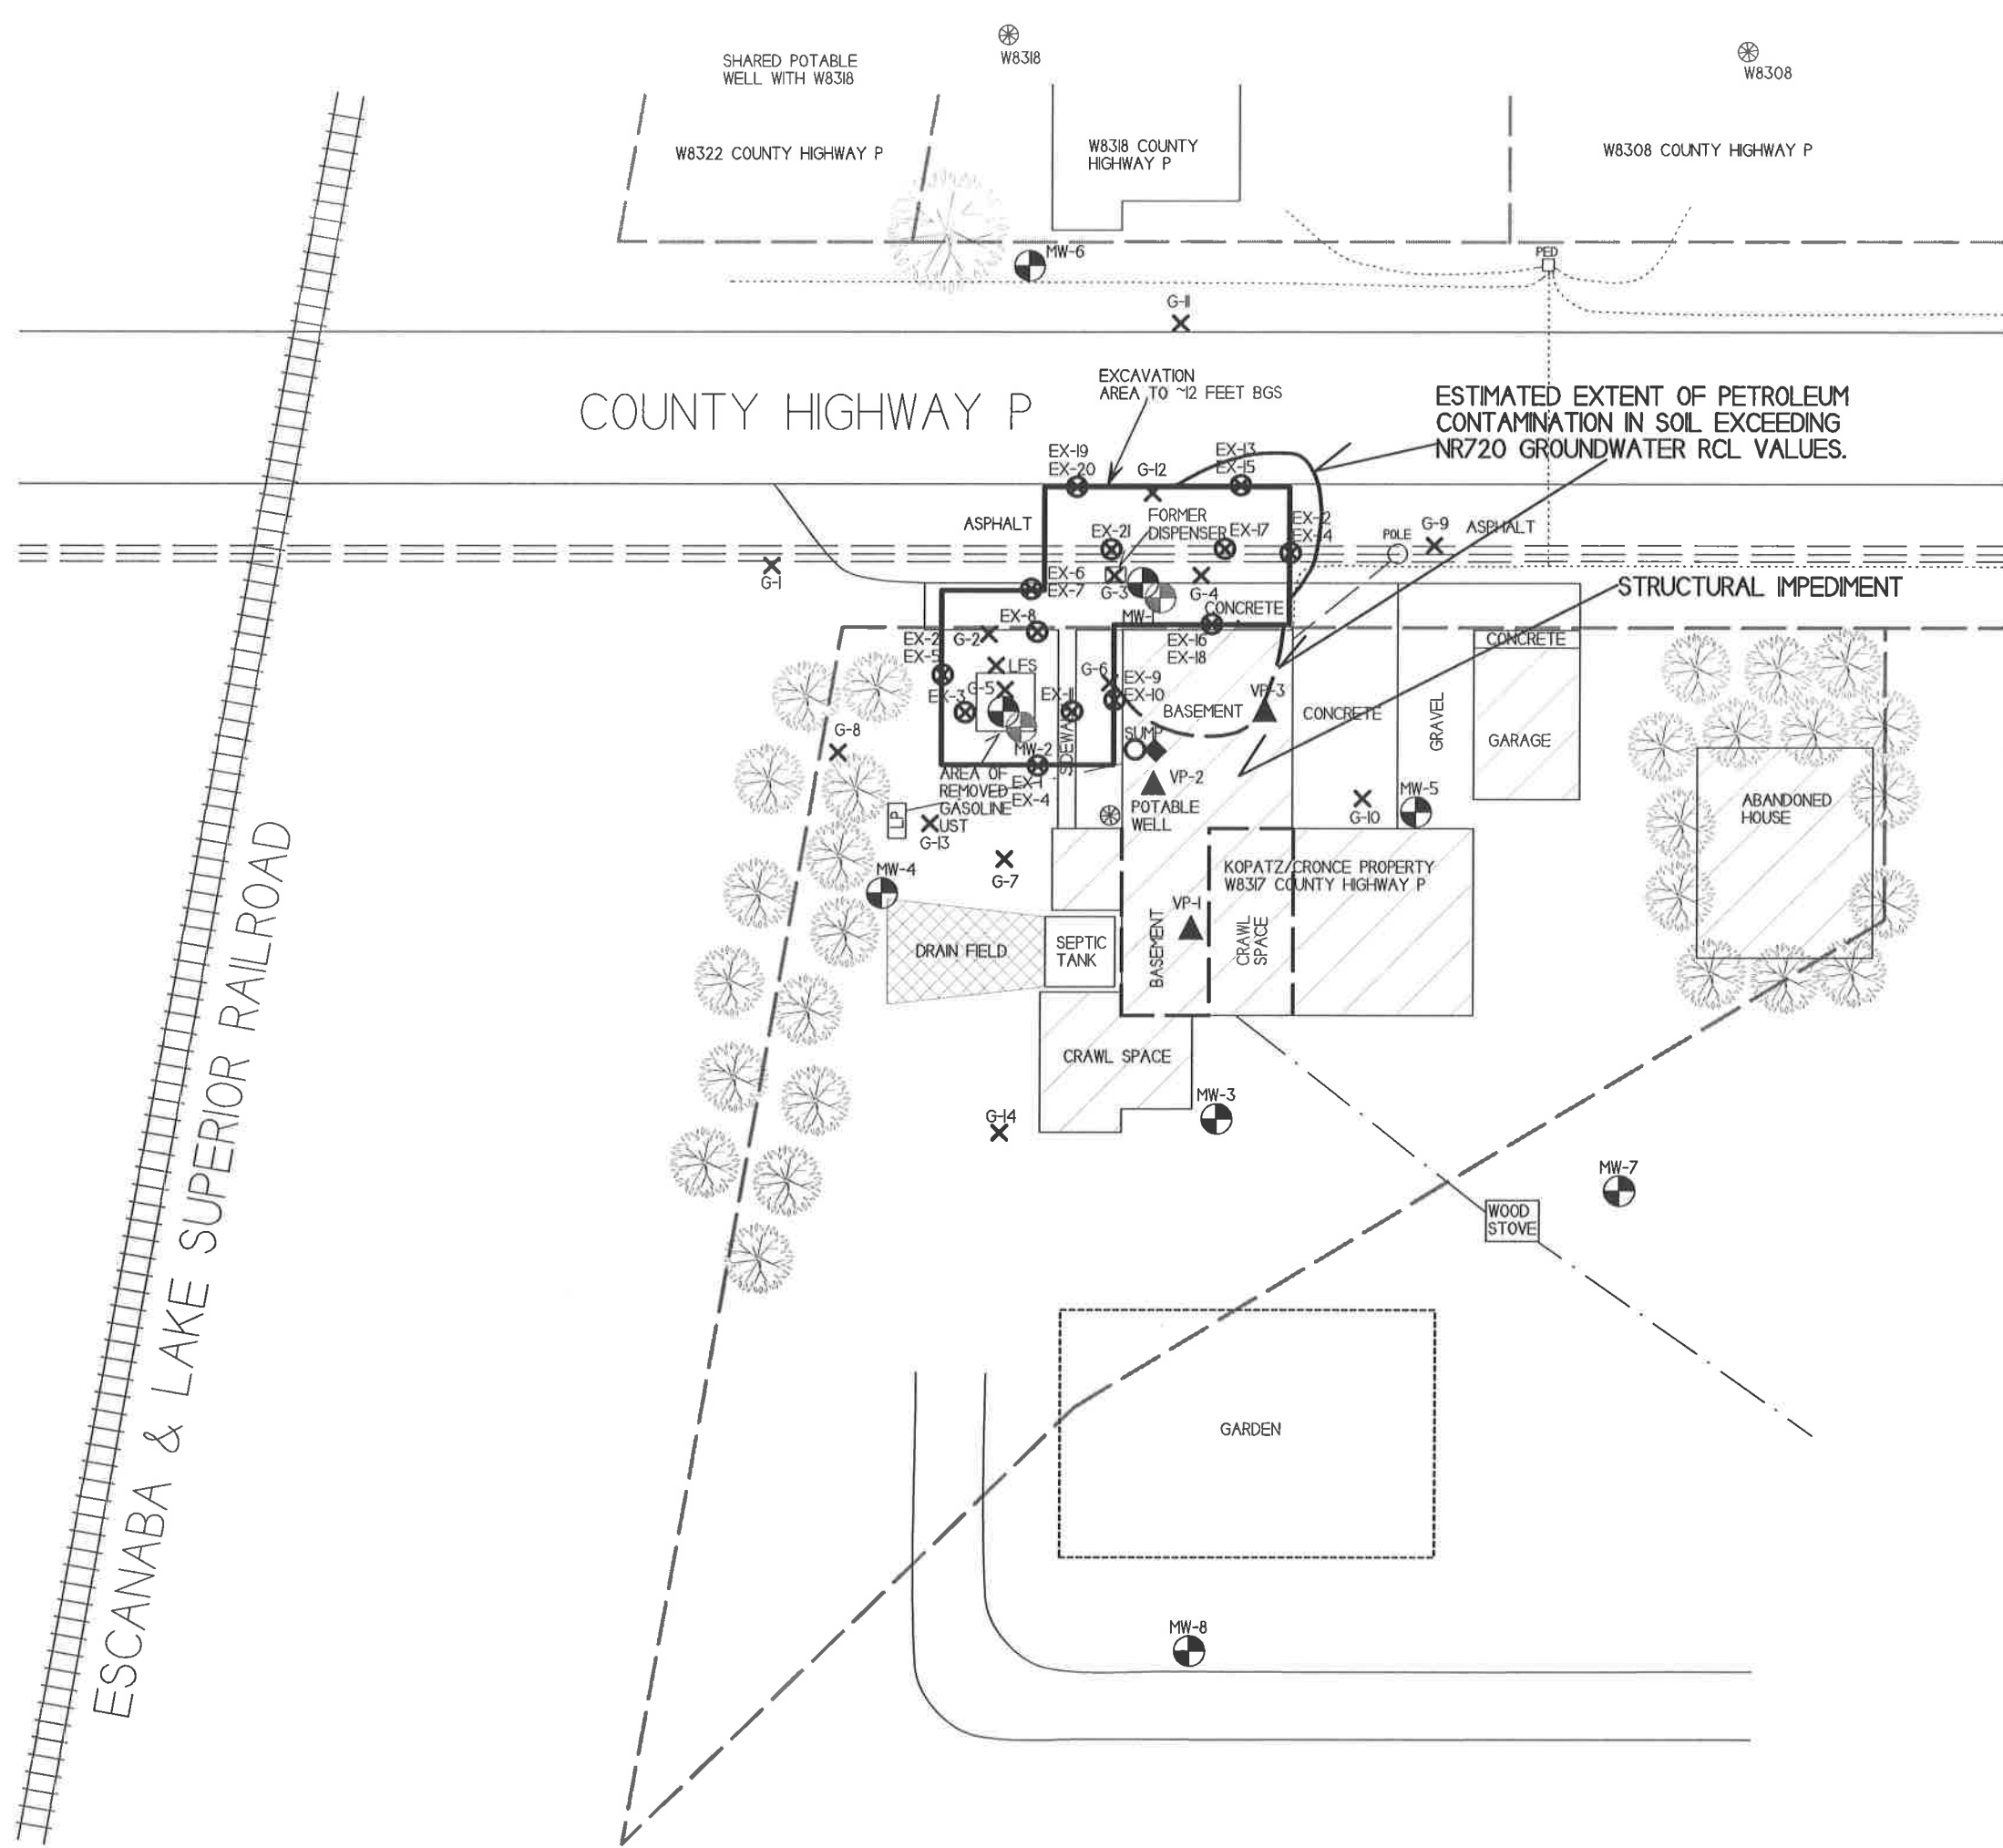 W8318
SHARED POTABLE
WELL WITH W8318
W8308
W8322 COUNTY HIGHWAY P
W8318 COUNTY
HIGHWAY P
W8308 COUNTY HIGHWAY P
MW-6
PED
G-11
EXCAVATION
AREA TO ~12 FEET BGS
COUNTY HIGHWAY P
ESTIMATED EXTENT OF PETROLEUM
CONTAMINATION IN SOIL EXCEEDING
NR720 GROUNDWATER RCL VALUES.
EX-19
EX-20
G-12
EX-13
EX-15
ASPHALT
FORMER
DISPENSER
EX-21
EX-17
EX-12
EX-14
POLE
G-9
ASPHALT
G-1
EX-6
EX-7
G-3
G-4
STRUCTURAL IMPEDIMENT
MW-1
CONCRETE
EX-8
EX-2
EX-5
G-2
EX-16
EX-18
CONCRETE
LFS
G-6
EX-9
EX-10
G-5
EX-3
EX-11
VP-3
BASEMENT
CONCRETE
GRAVEL
GARAGE
G-8
MW-2
SIDEWA
SUMP
AREA OF
REMOVED
GASOLINE
UST
EX-1
EX-4
VP-2
POTABLE
WELL
LP
G-13
G-10
MW-5
ABANDONED
HOUSE
G-7
MW-4
KOPATZ/CRONCE PROPERTY
W8317 COUNTY HIGHWAY P
VP-1
DRAIN FIELD
SEPTIC
TANK
BASEMENT
CRAWL
SPACE
CRAWL SPACE
MW-3
G-14
MW-7
WOOD
STOVE
ESCANABA & LAKE SUPERIOR RAILROAD
GARDEN
MW-8